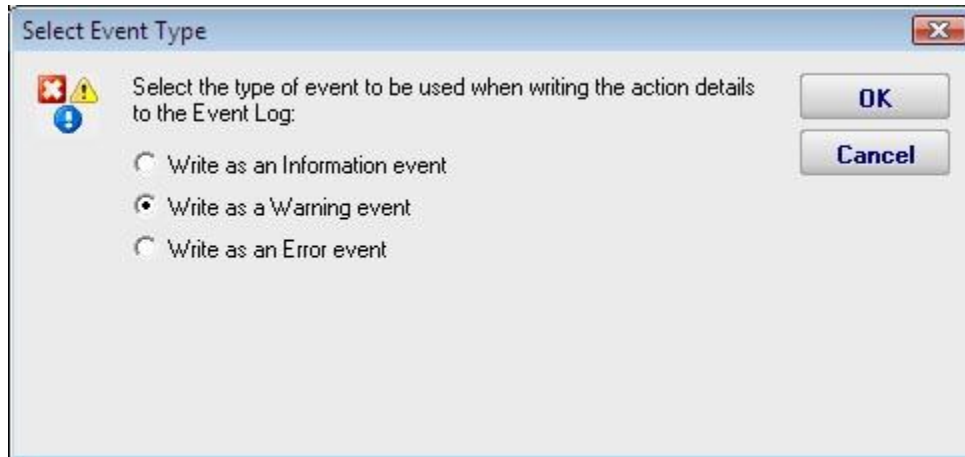 Select Event Type
Select the type of event to be used when writing the action details
to the Event Log:
OK
Cancel
Write as an Information event
Write as a Warning event
Write as an Error event